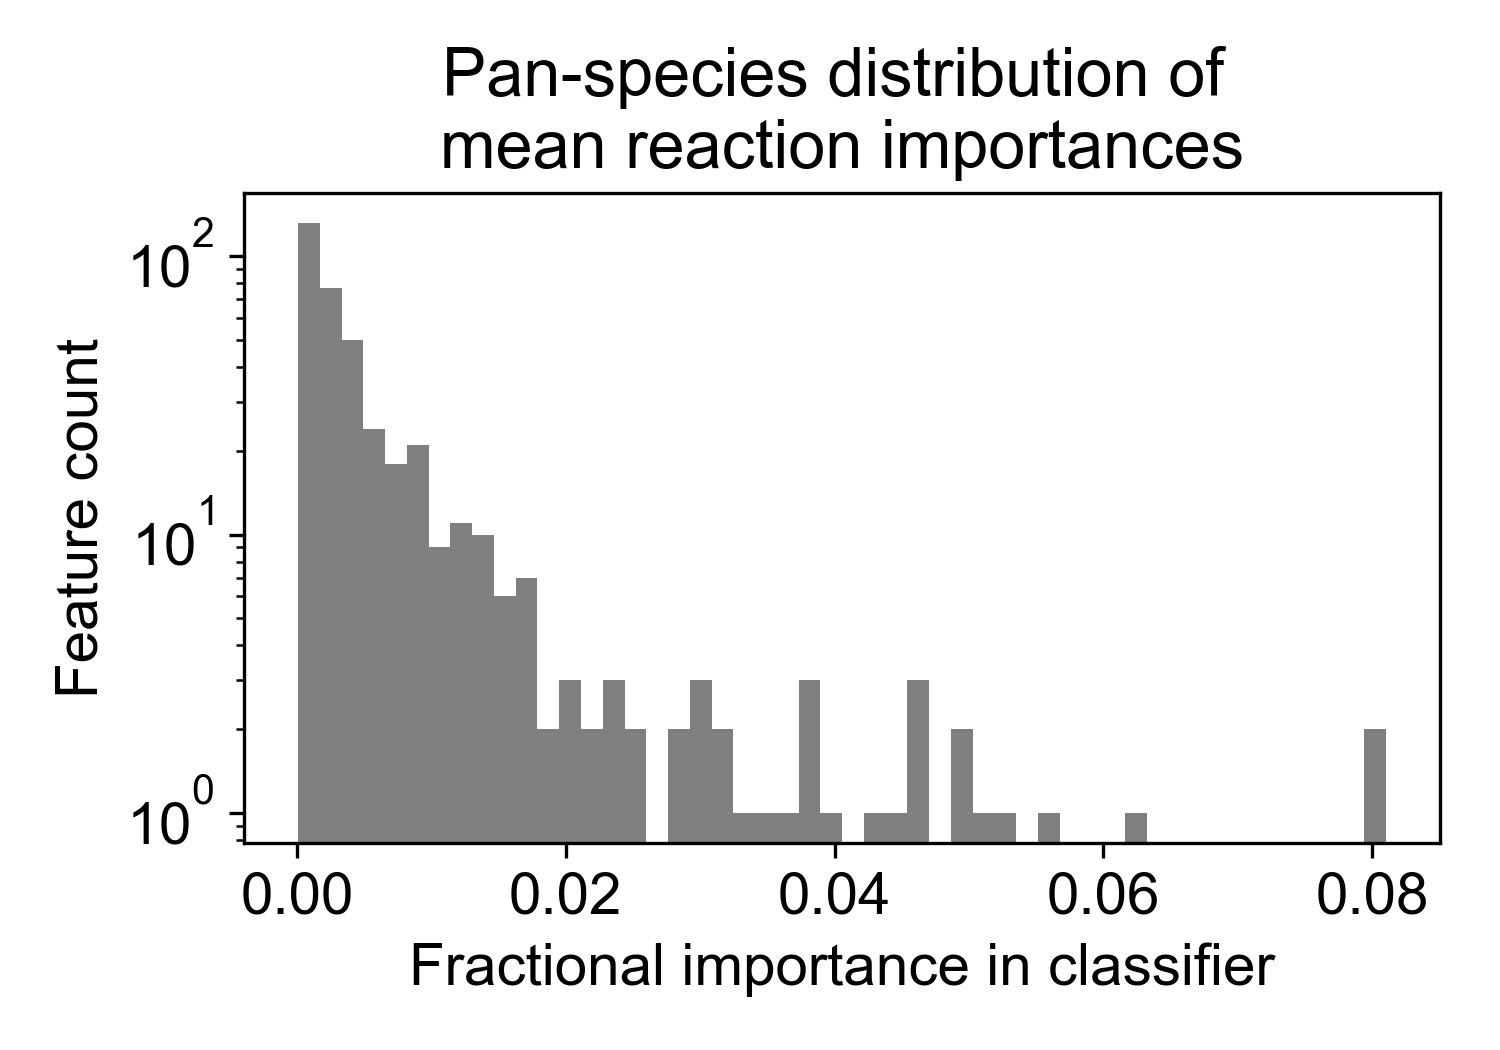 Pan-species distribution of
mean reaction importances
10^2
10^1
10^0
Feature count
0.00 0.02 0.04 0.06 0.08
Fractional importance in classifier